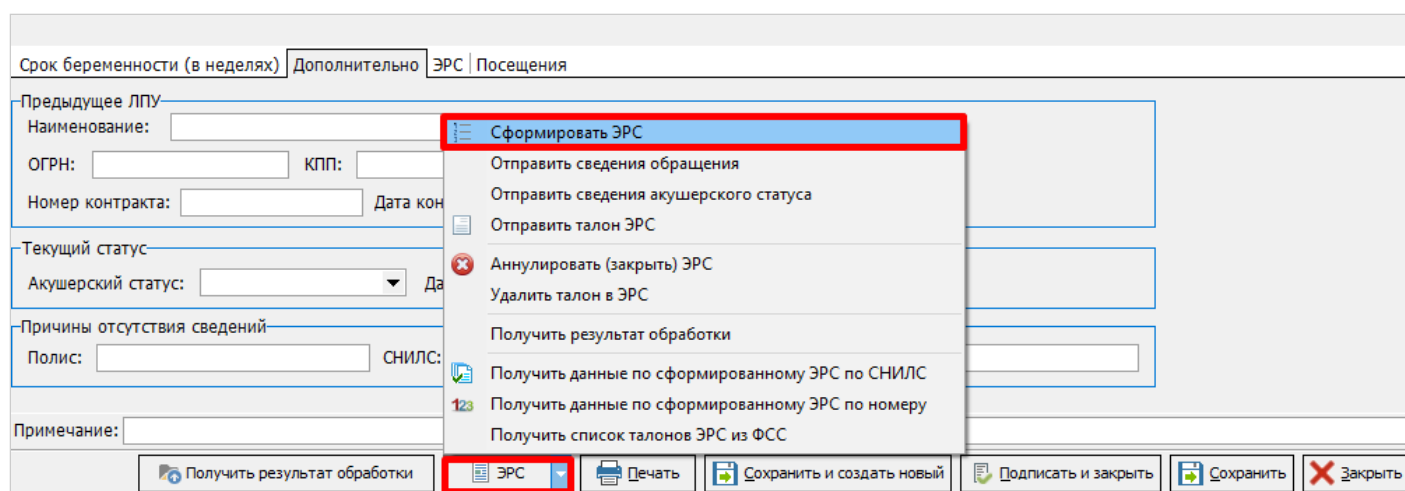 Срок беременности (в неделях) Дополнительно ЭРС Посещения
Предыдущее ЛПУ
Наименование:
Сформировать ЭРС
Отправить сведения обращения
ОГРН: КПП:
Отправить сведения акушерского статуса
Номер контракта: Дата кон
Отправить талон ЭРС
Текущий статус
Аннулировать (закрыть) ЭРС
Акушерский статус: Да
Удалить талон в ЭРС
Причины отсутствия сведений
Получить результат обработки
Полис: СНИЛС:
Получить данные по сформированному ЭРС по СНИЛС
123 Получить данные по сформированному ЭРС по номеру
Примечание:
Получить список талонов ЭРС из ФСС
Получить результат обработки ЭРС Печать Сохранить и создать новый Подписать и закрыть Сохранить Закрыть